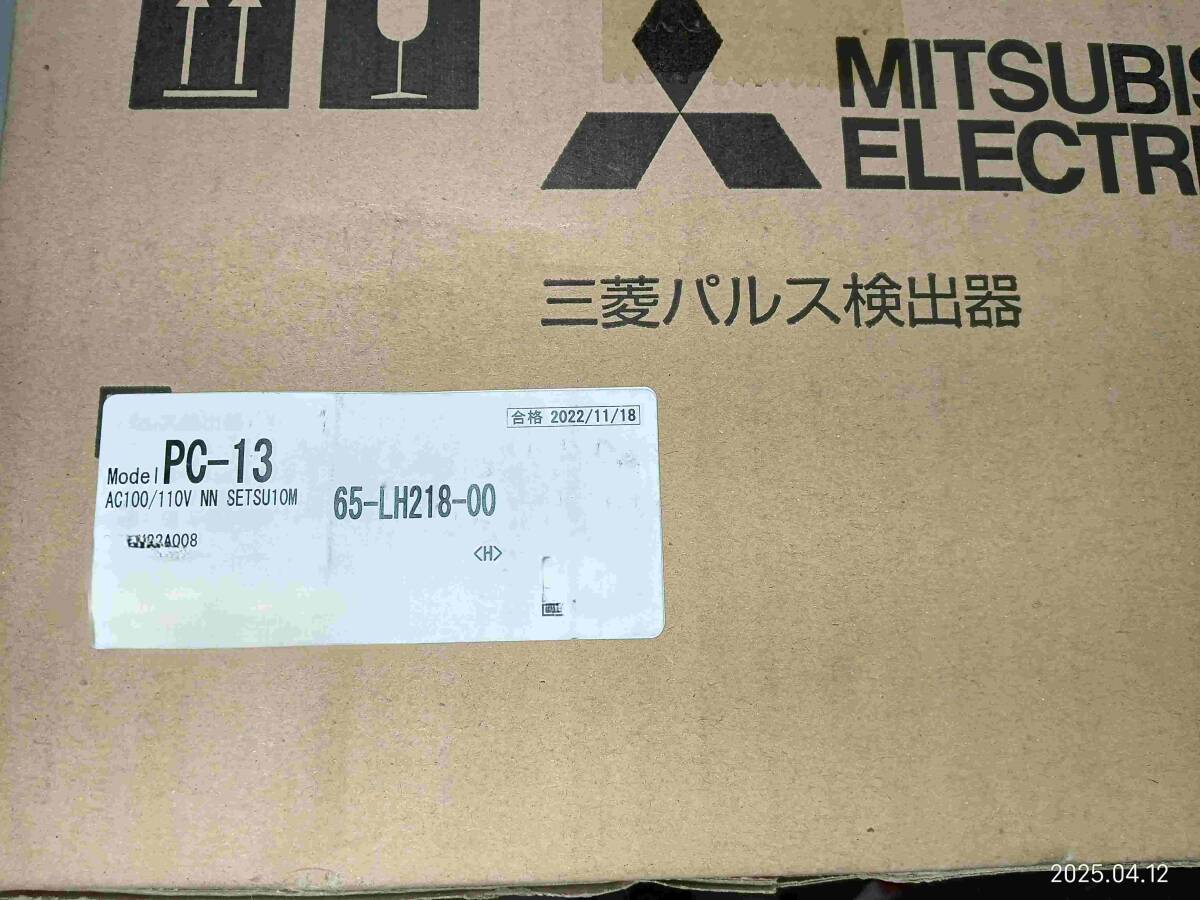 MITSUBIS
ELECTRI
三菱パルス検出器
合格 2022/11/18
Model PC-13
AC100/110V NN SETSU10M
65-LH218-00
<H>
2025.04.12